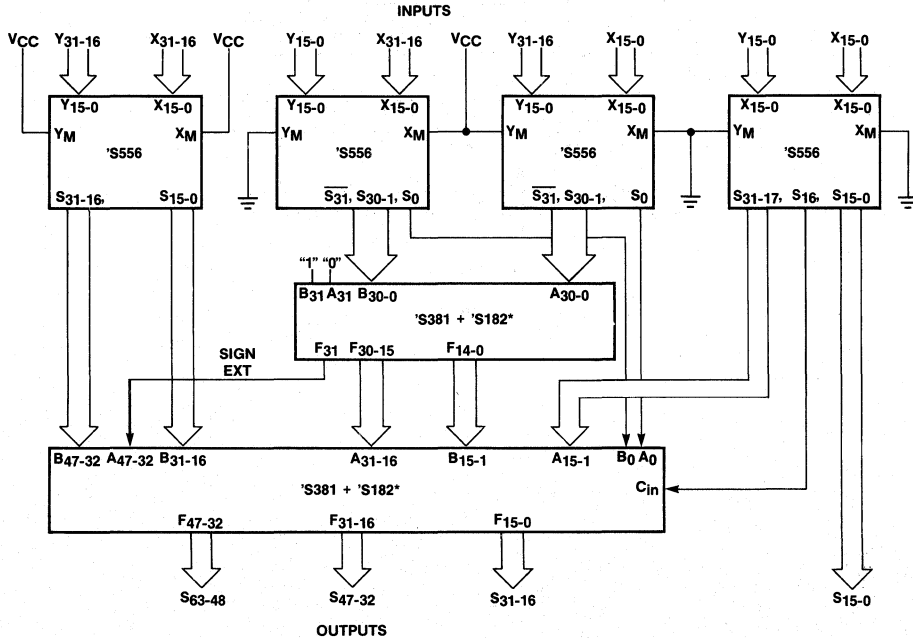 INPUTS
VCC Y31-16 X31-16 VCC Y15-0 X31-16 VCC Y31-16 X15-0 Y15-0 X15-0
Y15-0 X15-0 Y15-0 X15-0 Y15-0 X15-0 X15-0 X15-0
YM XM YM XM YM XM YM XM
'S556 'S556 'S556 'S556
S31-16, S15-0 S̅3̅1̅, S30-1, S0 S̅3̅1̅, S30-1, S0 S31-17, S16, S15-0
"1" "0"
B31 A31 B30-0 A30-0
'S381 + 'S182*
F31 F30-15 F14-0
SIGN
EXT
B47-32 A47-32 B31-16 A31-16 B15-1 A15-1 B0 A0
'S381 + 'S182*
Cin
F47-32 F31-16 F15-0
S63-48 S47-32 S31-16 S15-0
OUTPUTS